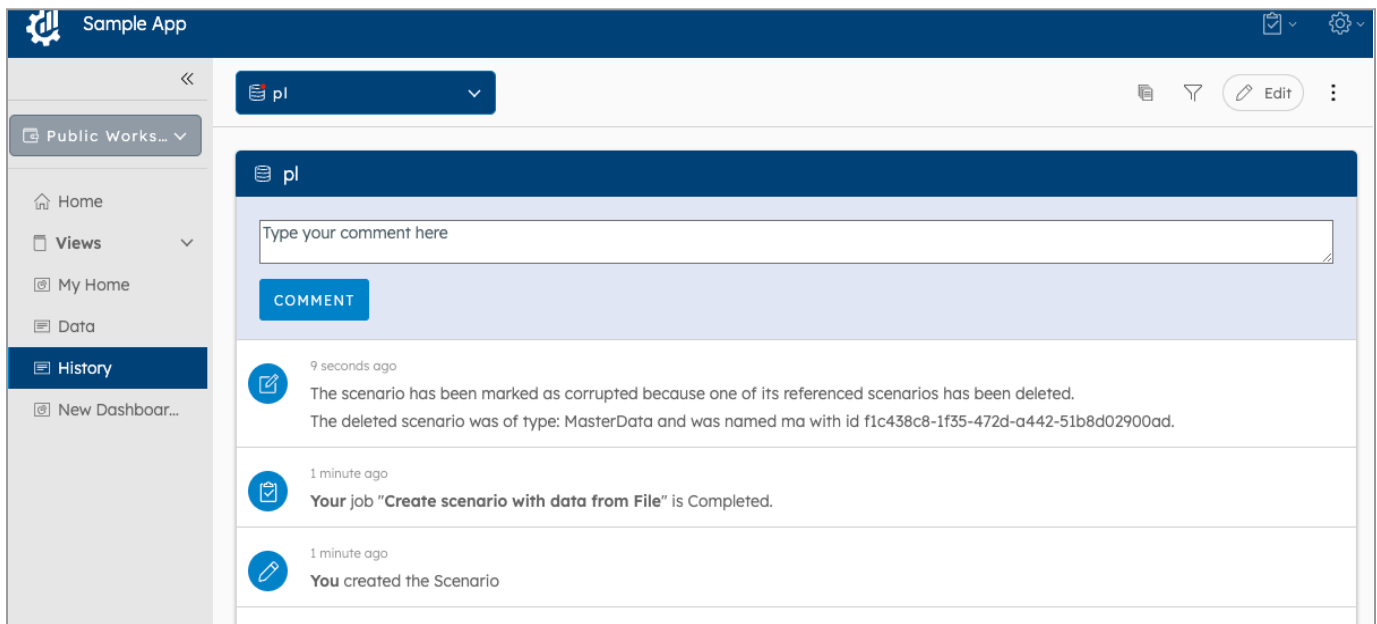 Sample App
pl
Edit
Public Works...
Home
Views
My Home
Data
History
New Dashboar...
pl
Type your comment here
COMMENT
9 seconds ago
The scenario has been marked as corrupted because one of its referenced scenarios has been deleted.
The deleted scenario was of type: MasterData and was named ma with id f1c438c8-1f35-472d-a442-51b8d02900ad.
1 minute ago
Your job "Create scenario with data from File" is Completed.
1 minute ago
You created the Scenario